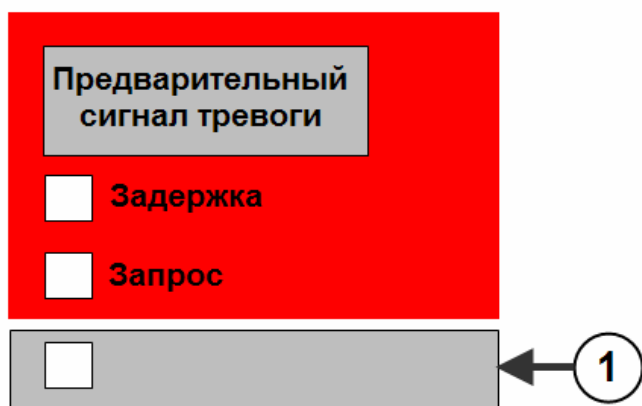 Предварительный
сигнал тревоги
Задержка
Запрос
1